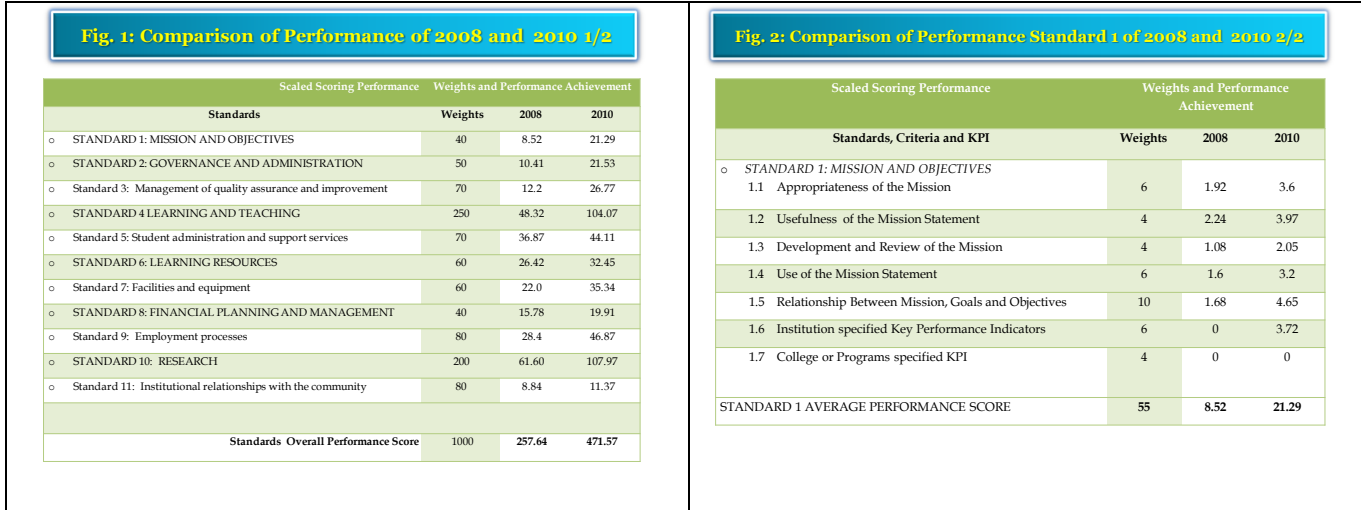 Fig. 1: Comparison of Performance of 2008 and 2010 1/2
Scaled Scoring Performance Weights and Performance Achievement
Standards Weights 2008 2010
o STANDARD 1: MISSION AND OBJECTIVES 40 8.52 21.29
o STANDARD 2: GOVERNANCE AND ADMINISTRATION 50 10.41 21.53
o Standard 3: Management of quality assurance and improvement 70 12.2 26.77
o STANDARD 4 LEARNING AND TEACHING 250 48.32 104.07
o Standard 5: Student administration and support services 70 36.87 44.11
o STANDARD 6: LEARNING RESOURCES 60 26.42 32.45
o Standard 7: Facilities and equipment 60 22.0 35.34
o STANDARD 8: FINANCIAL PLANNING AND MANAGEMENT 40 15.78 19.91
o Standard 9: Employment processes 80 28.4 46.87
o STANDARD 10: RESEARCH 200 61.60 107.97
o Standard 11: Institutional relationships with the community 80 8.84 11.37
Standards Overall Performance Score 1000 257.64 471.57
Fig. 2: Comparison of Performance Standard 1 of 2008 and 2010 2/2
Scaled Scoring Performance Weights and Performance
Achievement
Standards, Criteria and KPI Weights 2008 2010
o STANDARD 1: MISSION AND OBJECTIVES
1.1 Appropriateness of the Mission 6 1.92 3.6
1.2 Usefulness of the Mission Statement 4 2.24 3.97
1.3 Development and Review of the Mission 4 1.08 2.05
1.4 Use of the Mission Statement 6 1.6 3.2
1.5 Relationship Between Mission, Goals and Objectives 10 1.68 4.65
1.6 Institution specified Key Performance Indicators 6 0 3.72
1.7 College or Programs specified KPI 4 0 0
STANDARD 1 AVERAGE PERFORMANCE SCORE 55 8.52 21.29